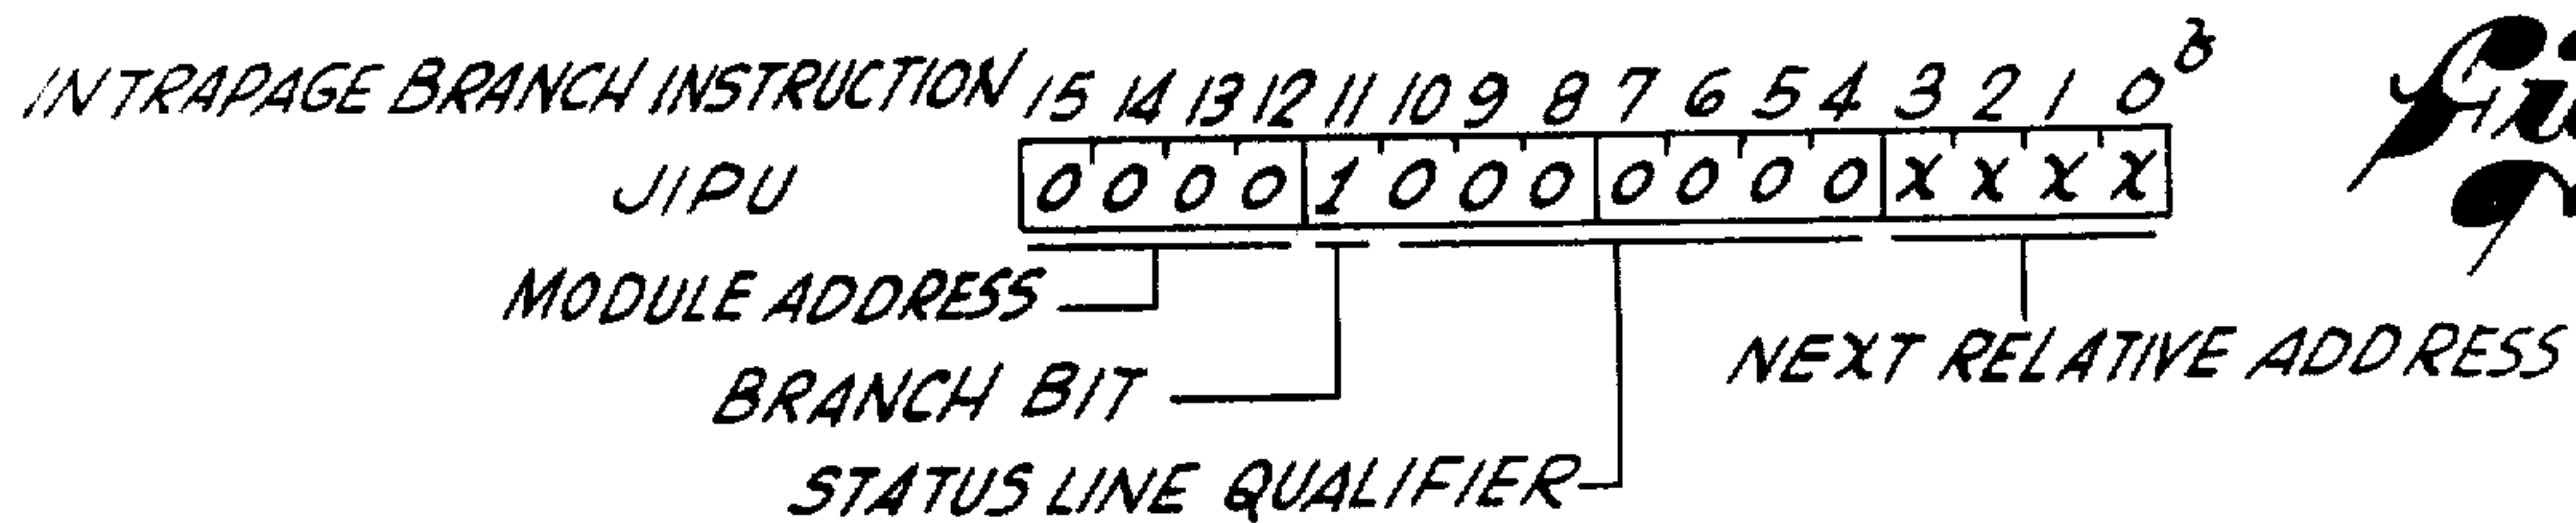 INTRAPAGE BRANCH INSTRUCTION 15 14 13 12 11 10 9 8 7 6 5 4 3 2 1 0
JIPU 0 0 0 0 1 0 0 0 0 0 0 0 X X X X
MODULE ADDRESS
NEXT RELATIVE ADDRESS
BRANCH BIT
STATUS LINE QUALIFIER